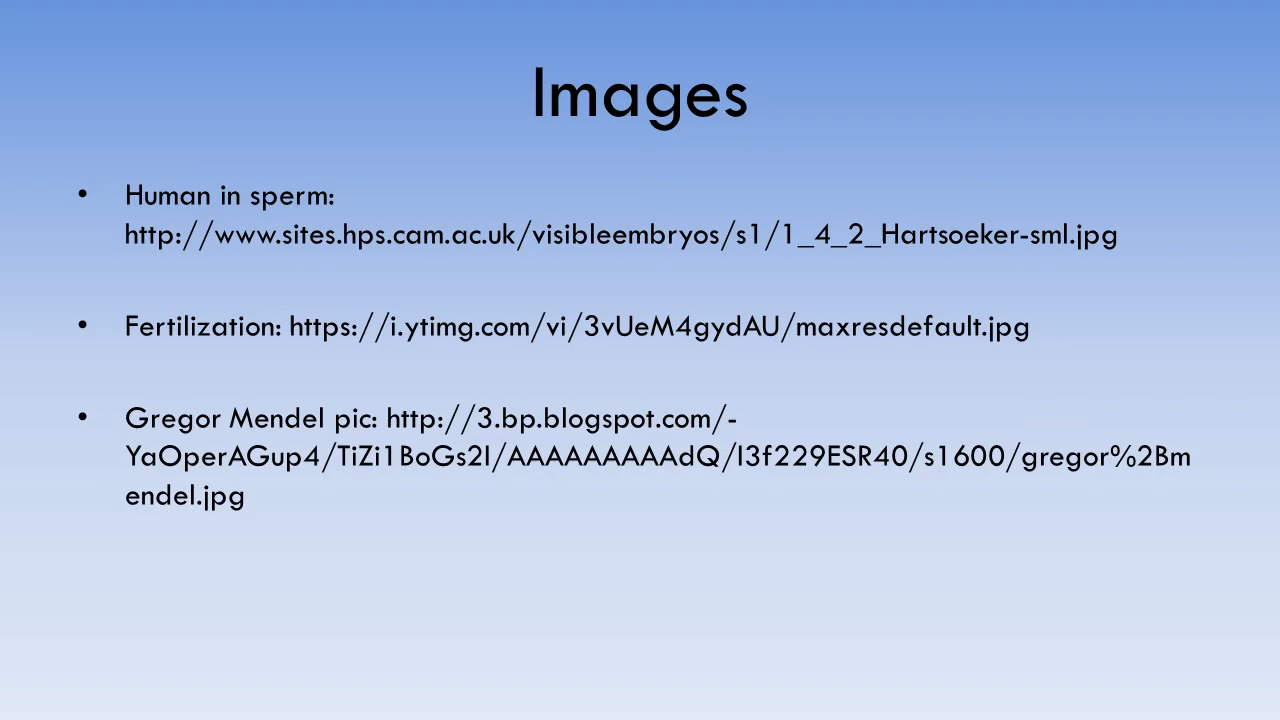 Images
• Human in sperm:
http://www.sites.hps.cam.ac.uk/visibleembryos/s1/1_4_2_Hartsoeker-sml.jpg
• Fertilization: https://i.ytimg.com/vi/3vUeM4gydAU/maxresdefault.jpg
• Gregor Mendel pic: http://3.bp.blogspot.com/-
YaOperAGup4/TiZi1BoGs2I/AAAAAAAAAdQ/I3f229ESR40/s1600/gregor%2Bm
endel.jpg